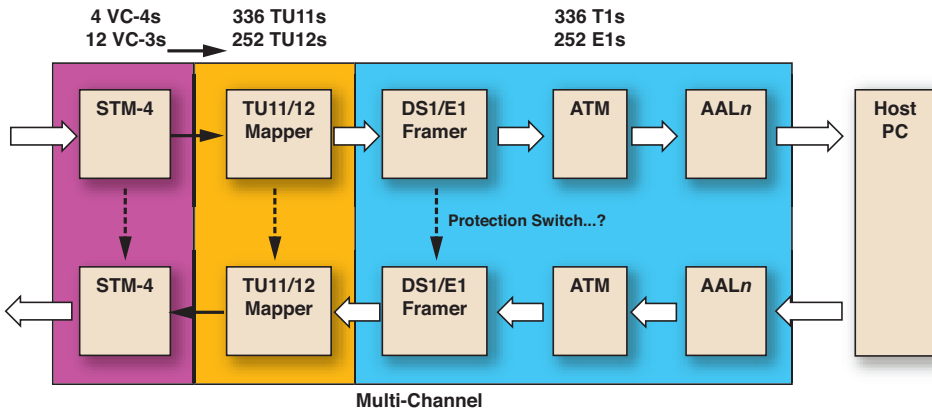 4 VC-4s
12 VC-3s
336 TU11s
252 TU12s
336 T1s
252 E1s
STM-4
TU11/12
Mapper
DS1/E1
Framer
ATM
AALn
Host
PC
Protection Switch...?
STM-4
TU11/12
Mapper
DS1/E1
Framer
ATM
AALn
Multi-Channel